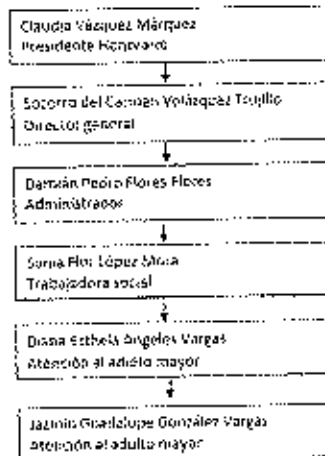 Claudia Vázquez Márquez
Presidente Honorario
Socorro del Carmen Velázquez Trujillo
Director general
Damián Pedro Flores Flores
Administrador
Sonia Flor López Mora
Trabajadora social
Diana Esthela Ángeles Vargas
Atención al adulto mayor
Jazmín Guadalupe González Vargas
Atención al adulto mayor